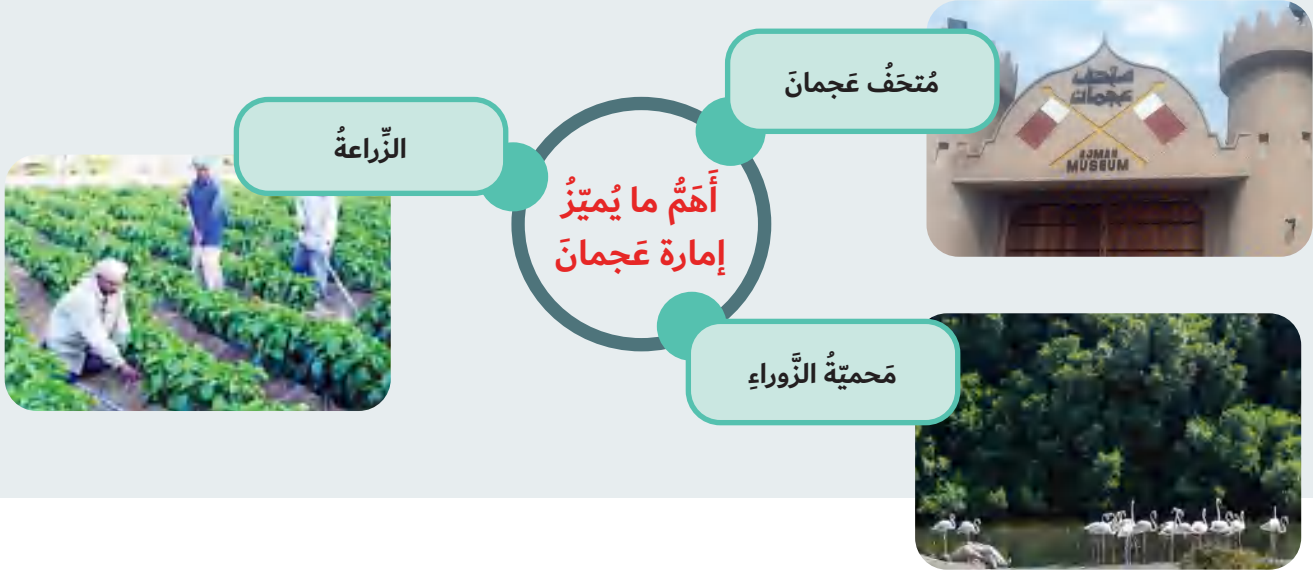 مُتحَفُ عَجمانَ
متحف
عجمان
AJMAN
MUSEUM
الزِّراعةُ
أَهَمُّ ما يُميّزُ
إمارة عَجمانَ
مَحميّةُ الزَّوراءِ